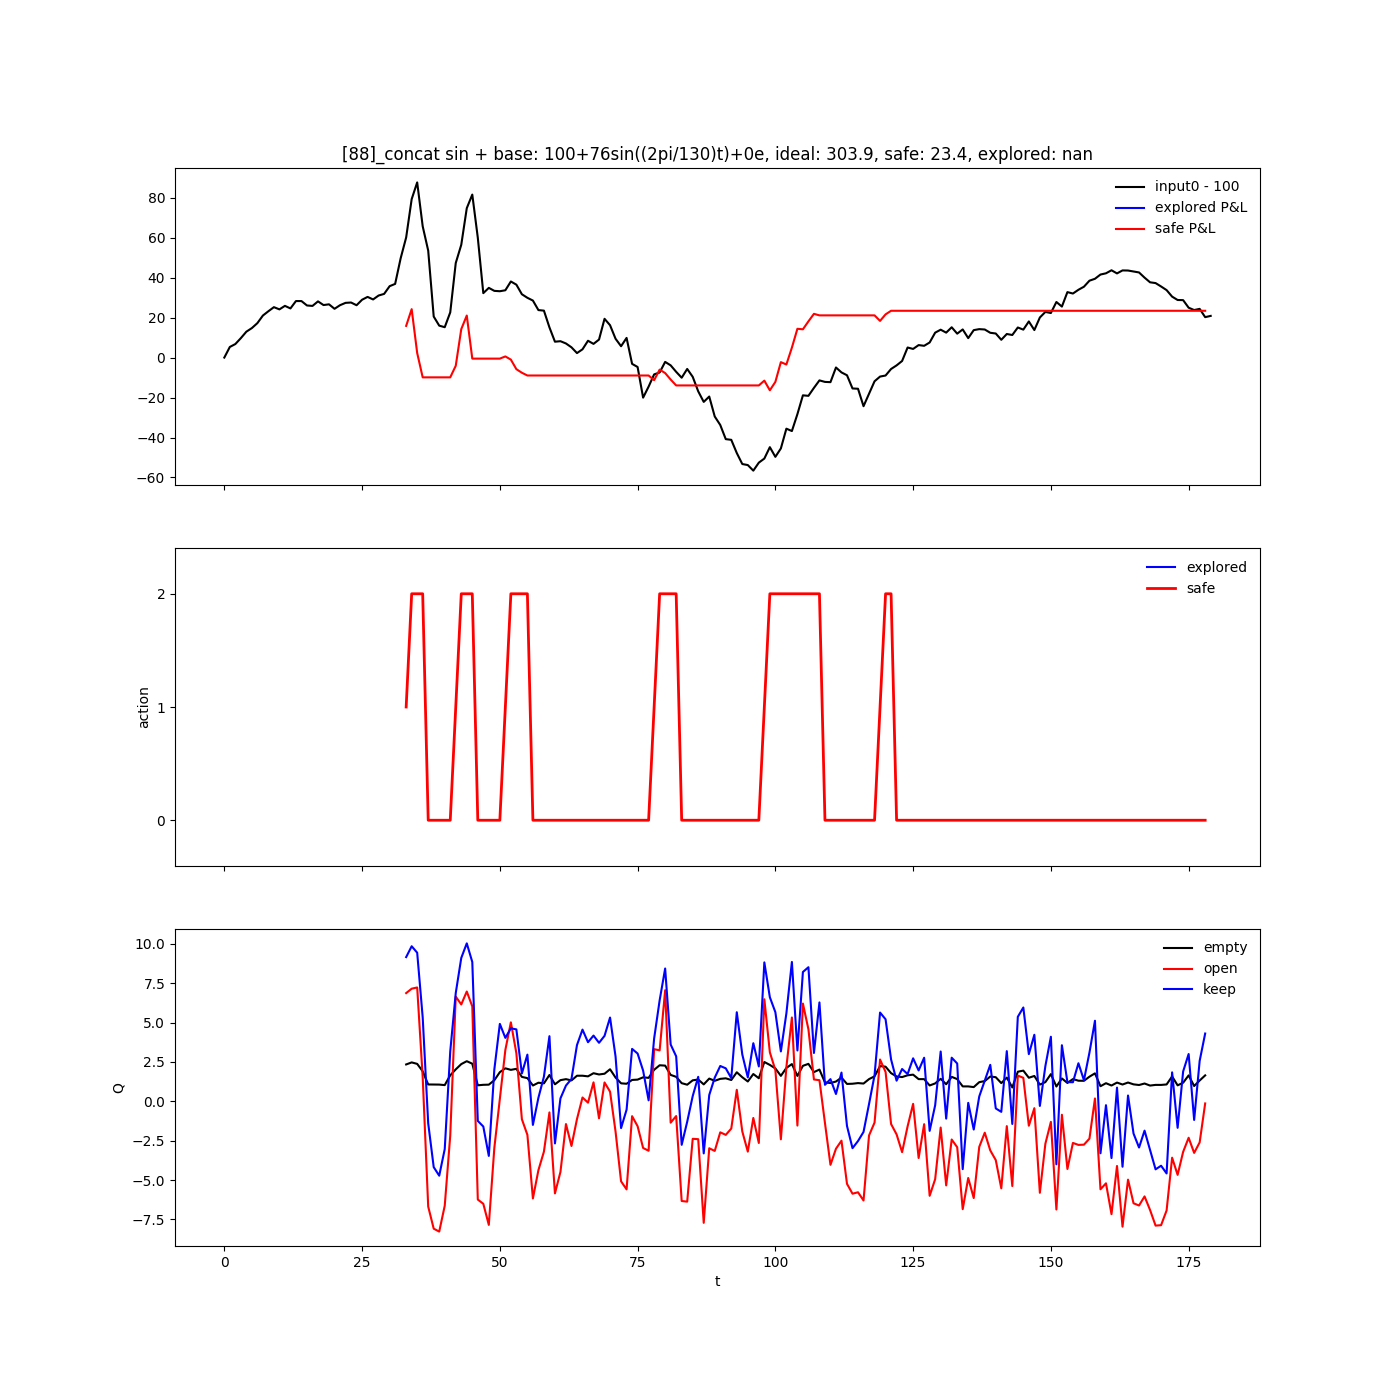 [88]_concat sin + base: 100+76sin((2pi/130)t)+0e, ideal: 303.9, safe: 23.4, explored: nan
80
60
40
20
0
−20
−40
−60
input0 - 100
explored P&L
safe P&L
action
2
1
0
explored
safe
Q
10.0
7.5
5.0
2.5
0.0
−2.5
−5.0
−7.5
empty
open
keep
0 25 50 75 100 125 150 175
t